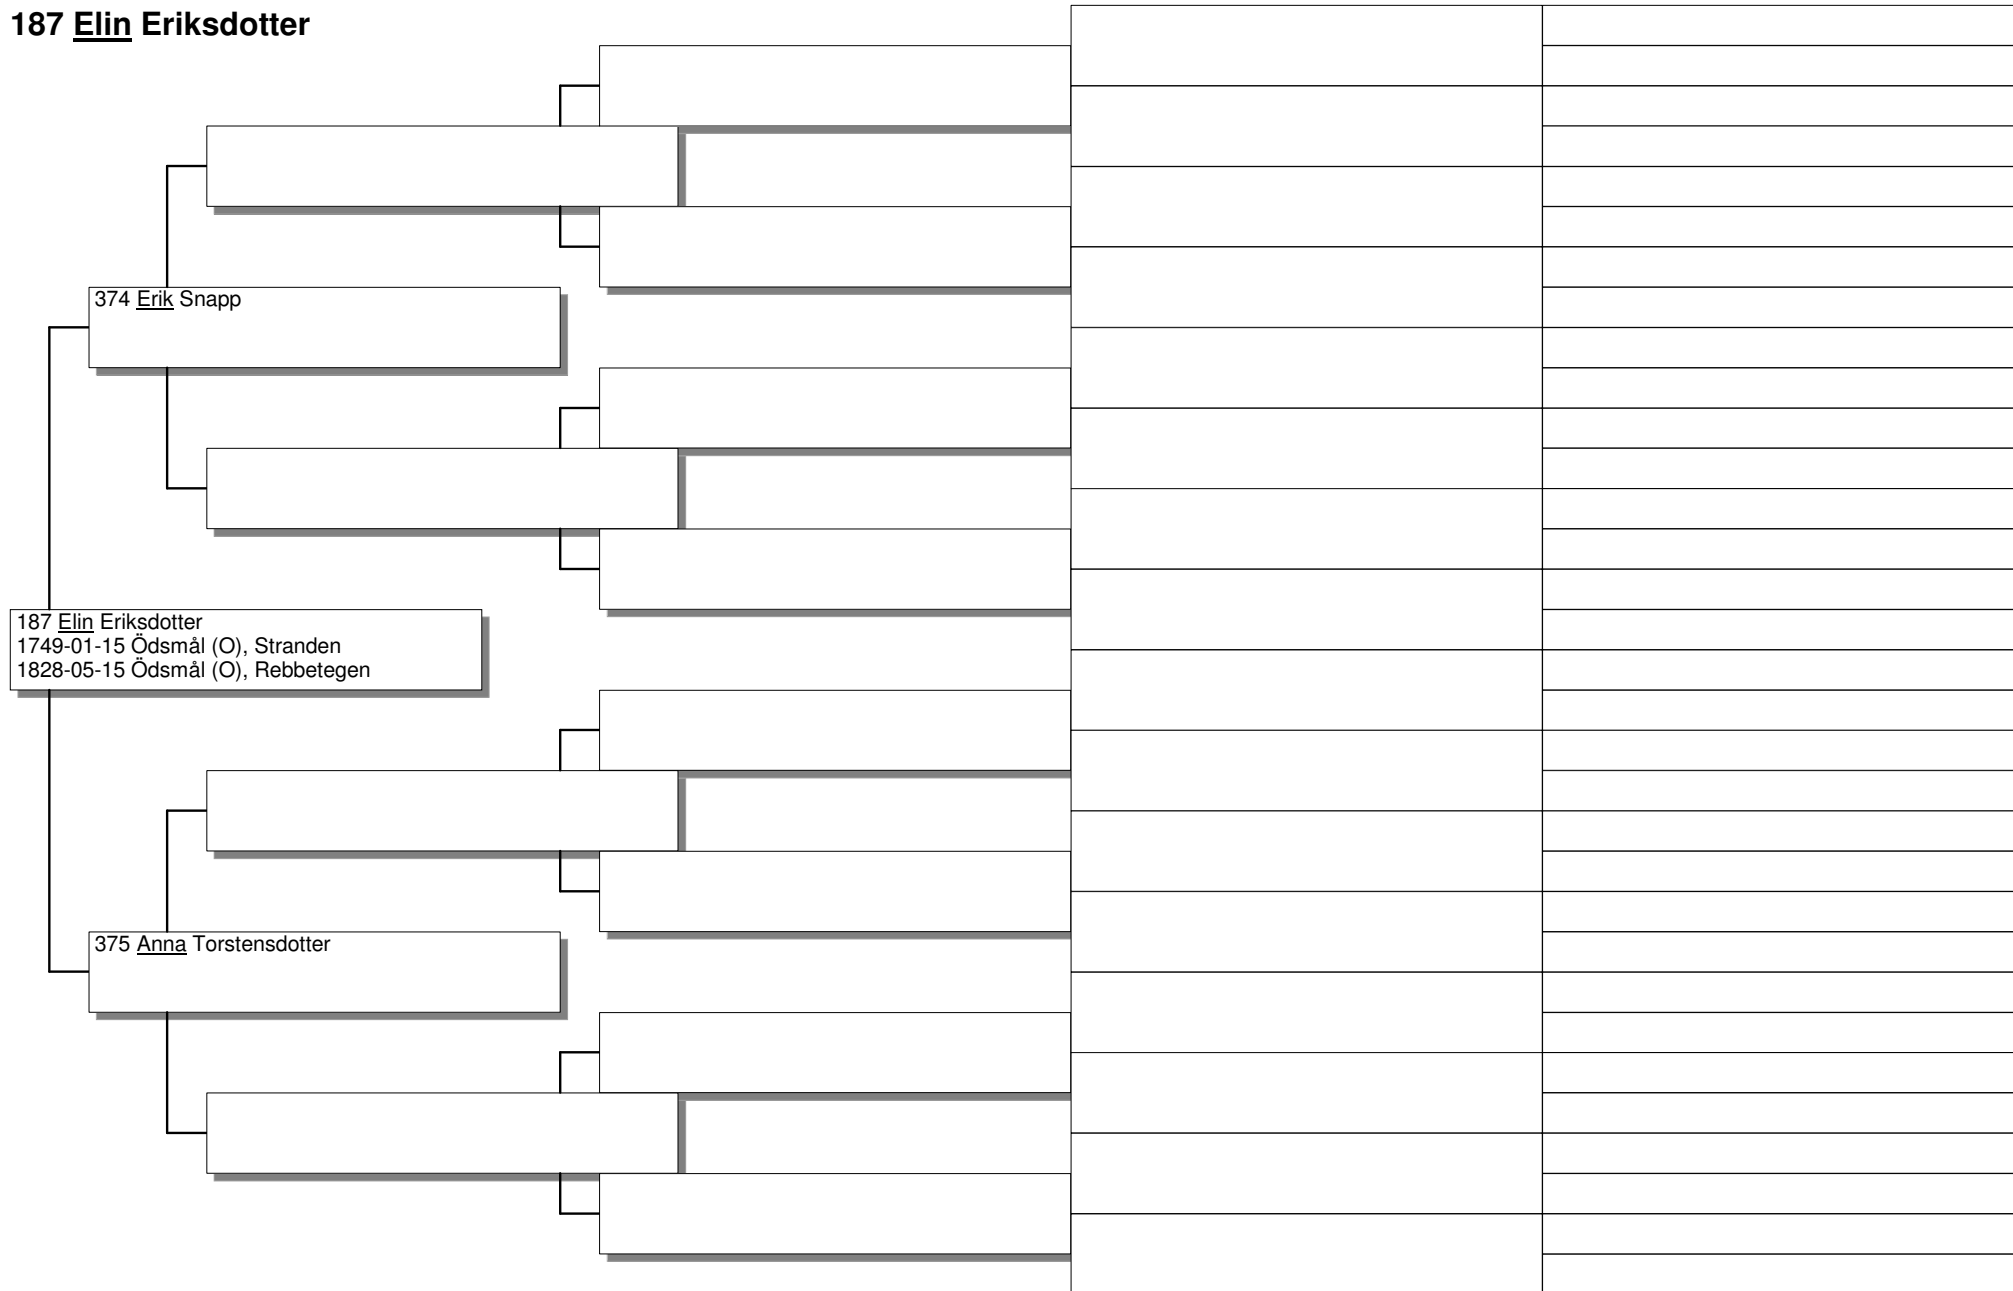 187 Elin Eriksdotter
374 Erik Snapp
187 Elin Eriksdotter
1749-01-15 Ödsmål (O), Stranden
1828-05-15 Ödsmål (O), Rebbetegen
375 Anna Torstensdotter